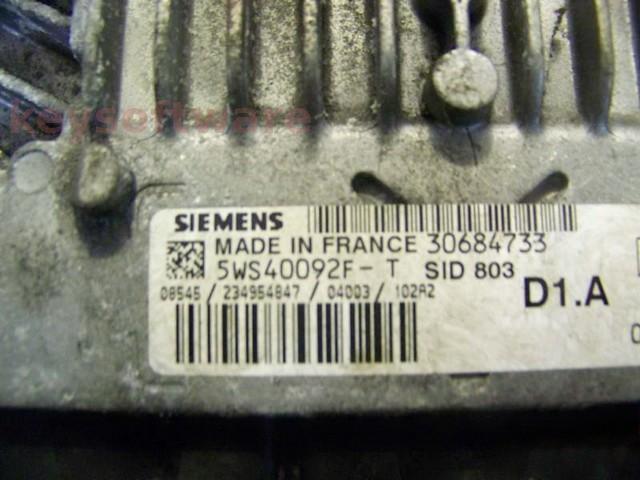 keysoftware
SIEMENS
MADE IN FRANCE 30684733
5WS40092F-T SID 803
08545 / 234954847 / 04003 / 102A2
D1.A